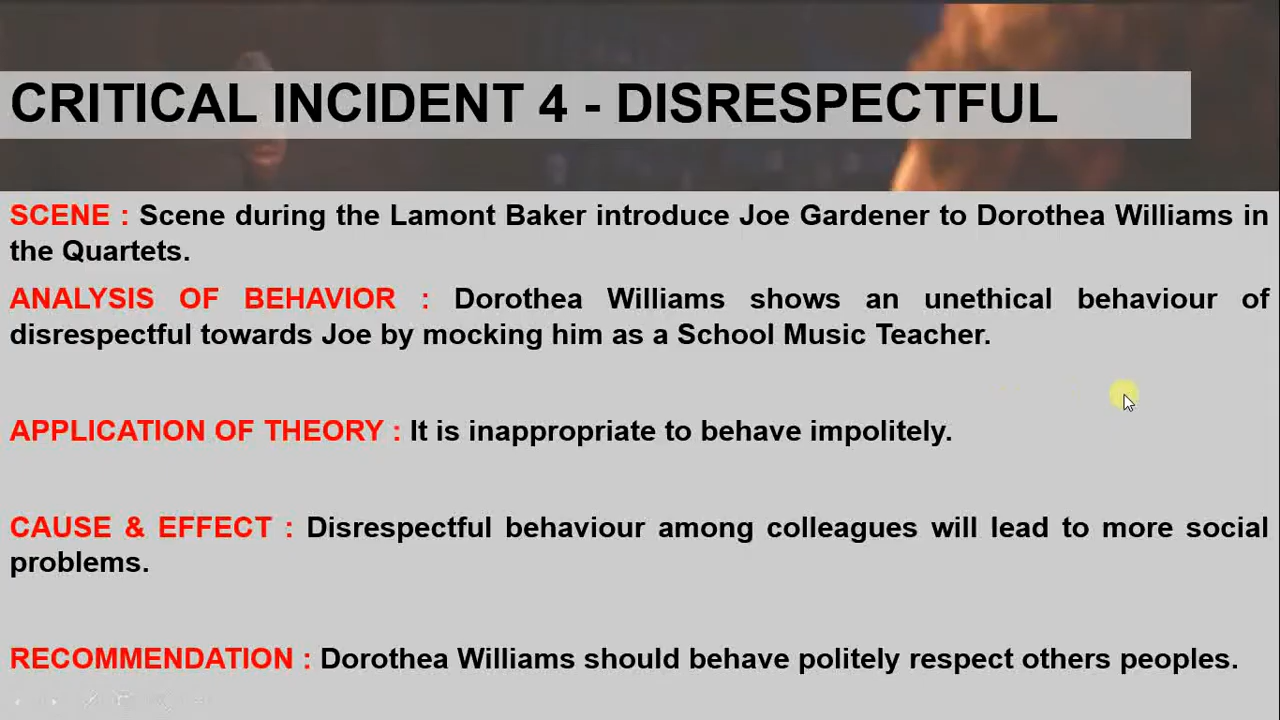 CRITICAL INCIDENT 4 - DISRESPECTFUL
SCENE : Scene during the Lamont Baker introduce Joe Gardener to Dorothea Williams in
the Quartets.
ANALYSIS OF BEHAVIOR : Dorothea Williams shows an unethical behaviour of
disrespectful towards Joe by mocking him as a School Music Teacher.
APPLICATION OF THEORY : It is inappropriate to behave impolitely.
CAUSE & EFFECT : Disrespectful behaviour among colleagues will lead to more social
problems.
RECOMMENDATION : Dorothea Williams should behave politely respect others peoples.